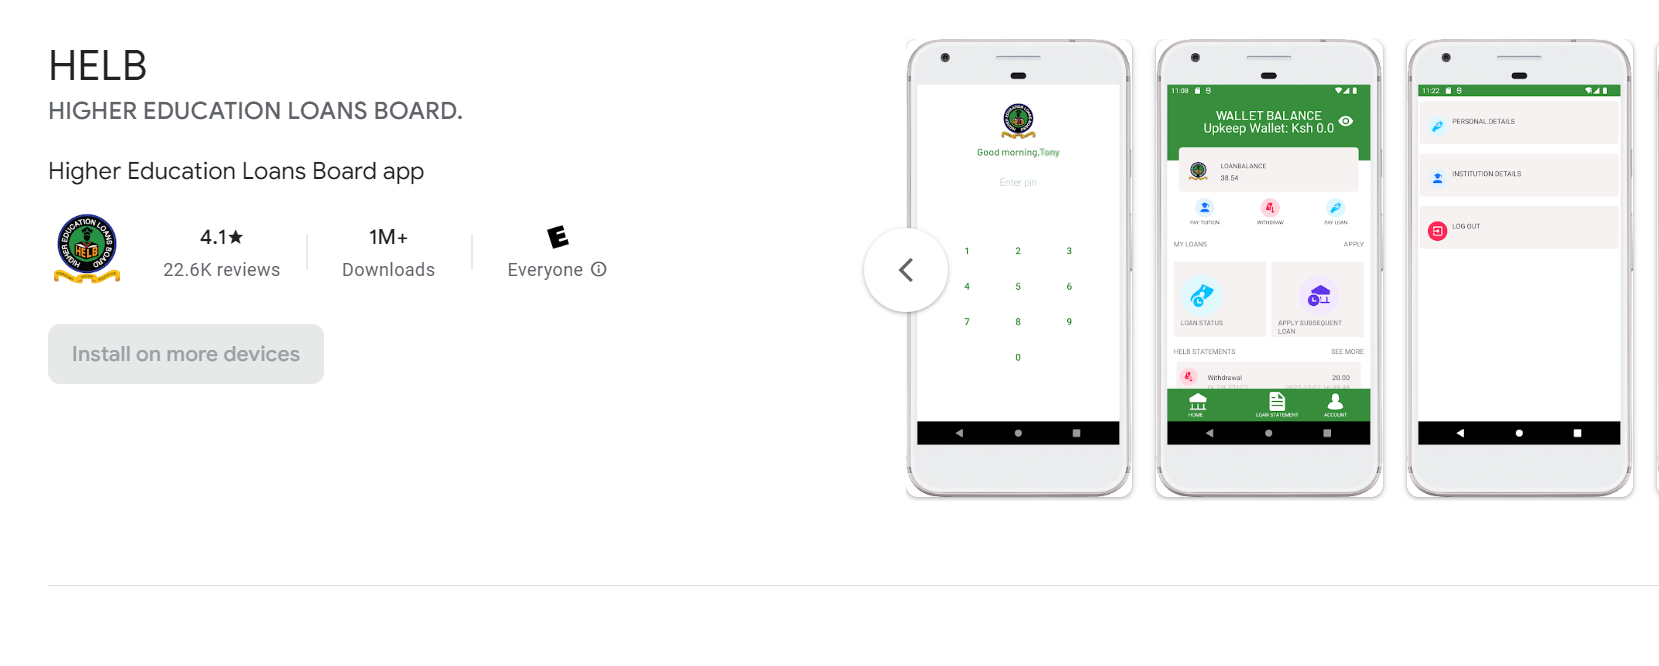 HELB
HIGHER EDUCATION LOANS BOARD.
Higher Education Loans Board app
HIGHER EDUCATION LOANS BOARD
HELB
4.1★
22.6K reviews
1M+
Downloads
E
Everyone
Install on more devices
Good morning,Tony
Enter pin
1 2 3
4 5 6
7 8 9
0
11:08
WALLET BALANCE
Upkeep Wallet: Ksh 0.0
LOANBALANCE
38.54
PAY TUITION
WITHDRAW
PAY LOAN
MY LOANS
APPLY
LOAN STATUS
APPLY SUBSEQUENT
LOAN
HELB STATEMENTS
SEE MORE
Withdrawal
20.00
HOME
LOAN STATEMENT
ACCOUNT
11:22
PERSONAL DETAILS
INSTITUTION DETAILS
LOG OUT